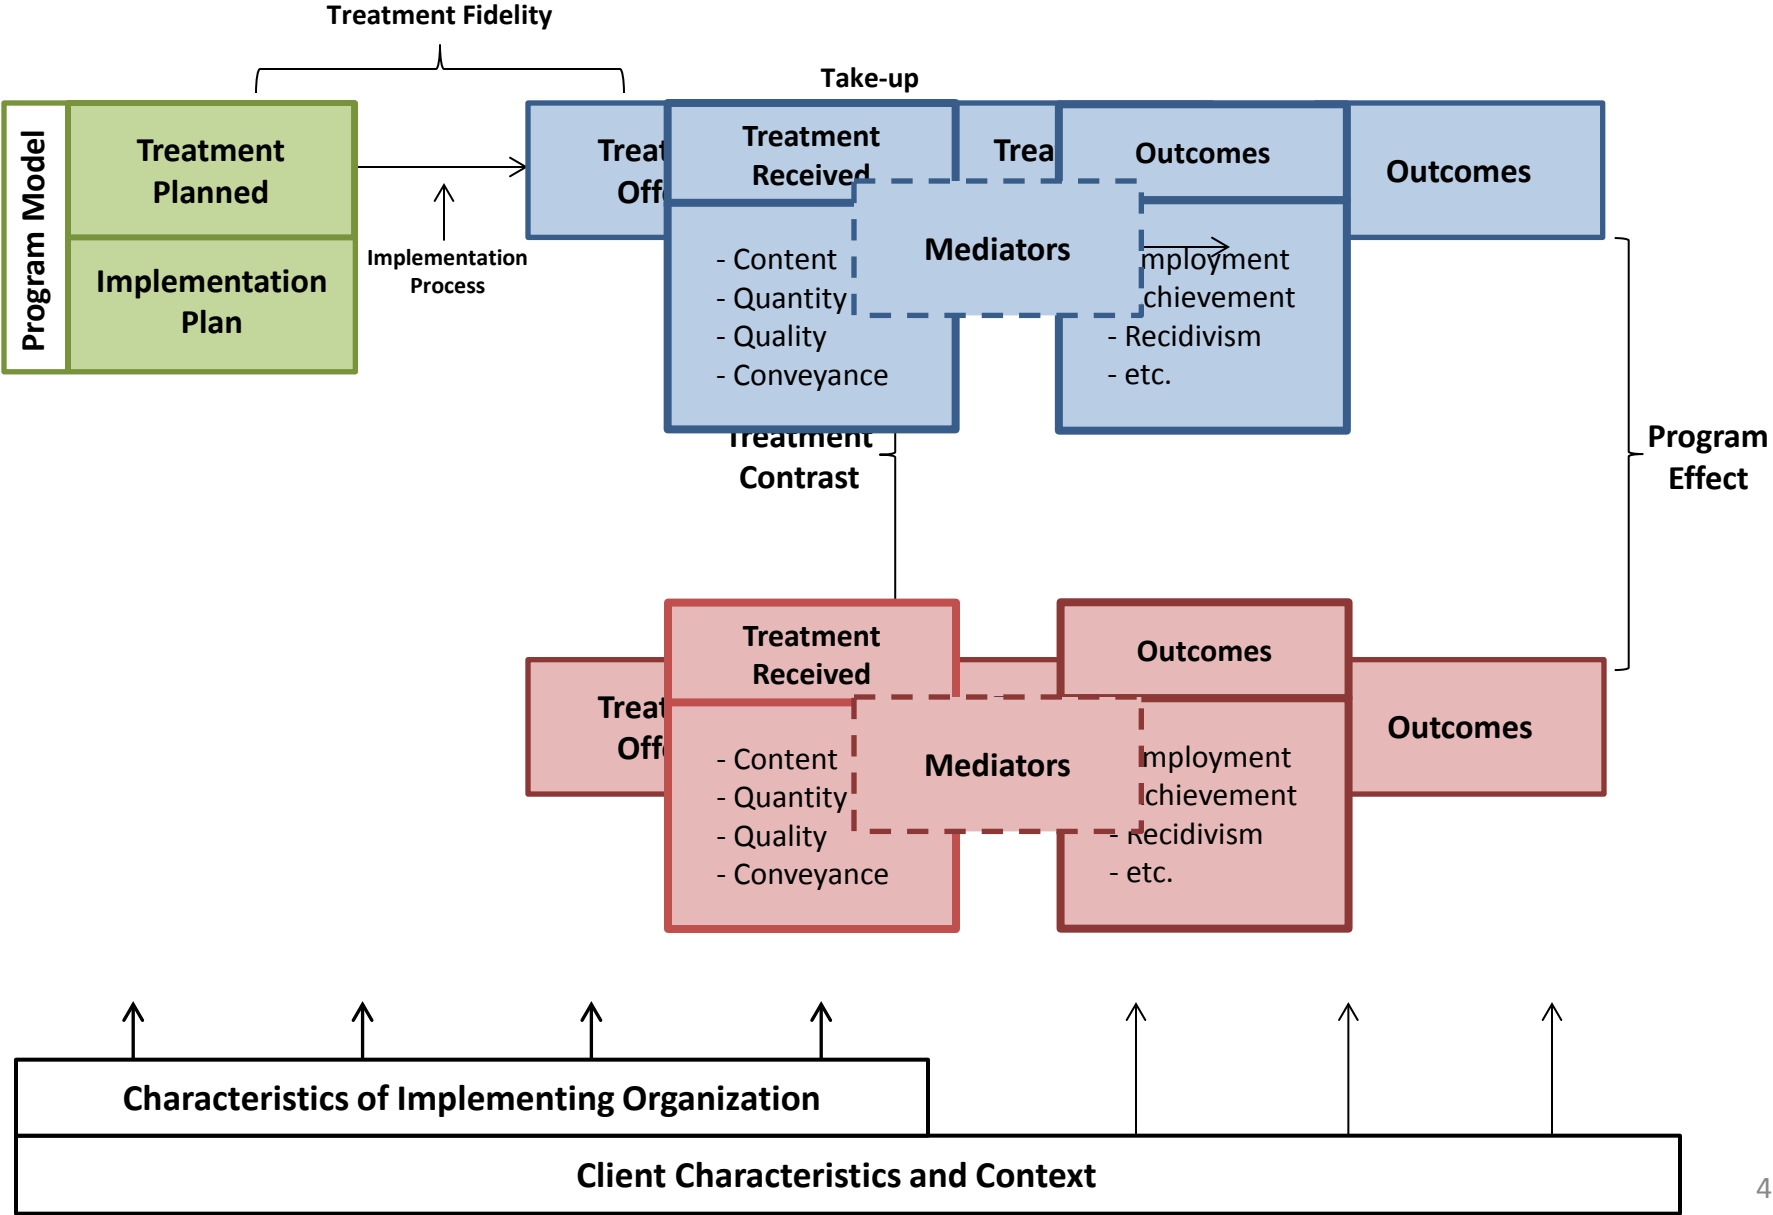 Treatment Fidelity
Take-up
Program Model
Treatment
Planned
Implementation
Plan
Implementation
Process
Treat
Off
Treatment
Received
- Content
- Quantity
- Quality
- Conveyance
Mediators
Trea
Outcomes
mployment
chievement
- Recidivism
- etc.
Outcomes
Treatment
Contrast
Program
Effect
Treat
Off
Treatment
Received
- Content
- Quantity
- Quality
- Conveyance
Mediators
Outcomes
mployment
chievement
- Recidivism
- etc.
Outcomes
Characteristics of Implementing Organization
Client Characteristics and Context
4